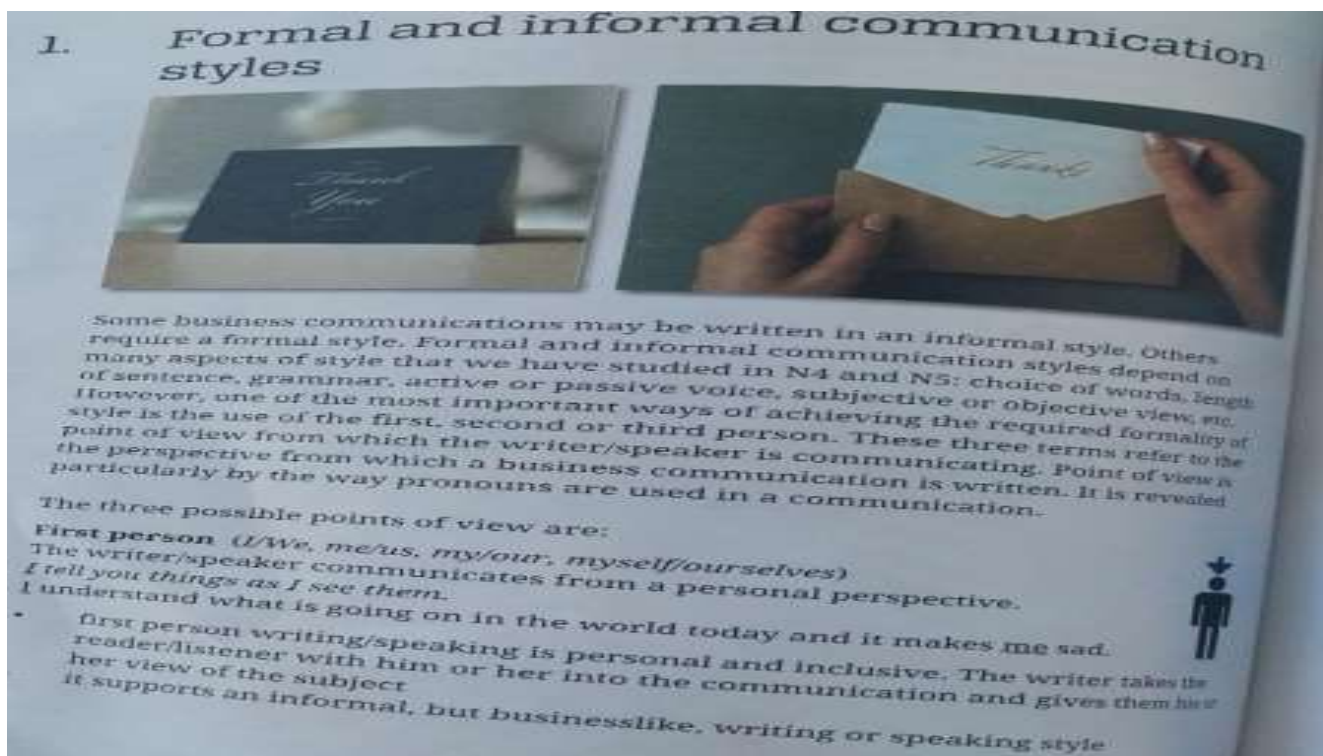 1. Formal and informal communication
styles
Thank
You
Thank
Some business communications may be written in an informal style. Others
require a formal style. Formal and informal communication styles depend on
many aspects of style that we have studied in N4 and N5: choice of words, length
of sentence, grammar, active or passive voice, subjective or objective view, etc.
However, one of the most important ways of achieving the required formality of
style is the use of the first, second or third person. These three terms refer to the
point of view from which the writer/speaker is communicating. Point of view is
the perspective from which a business communication is written. It is revealed
particularly by the way pronouns are used in a communication.
The three possible points of view are:
First person (I/We, me/us, my/our, myself/ourselves)
The writer/speaker communicates from a personal perspective.
I tell you things as I see them.
I understand what is going on in the world today and it makes me sad.
• first person writing/speaking is personal and inclusive. The writer takes the
reader/listener with him or her into the communication and gives them his or
her view of the subject
it supports an informal, but businesslike, writing or speaking style